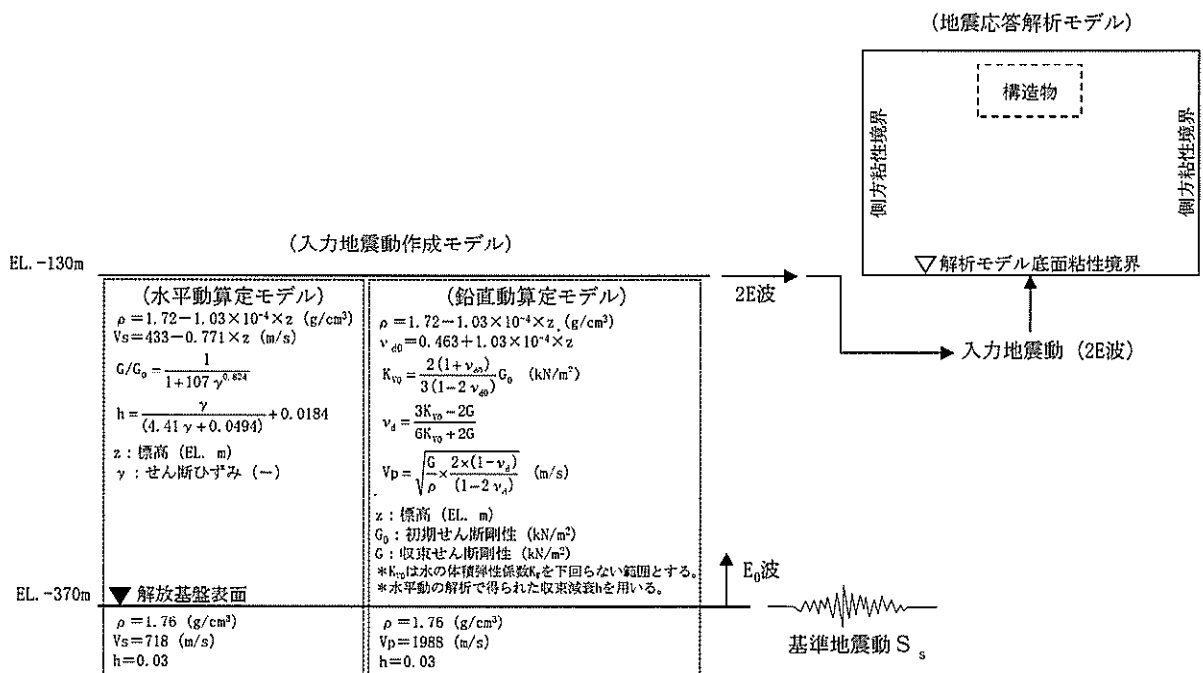 (地震応答解析モデル)
構造物
側方粘性境界
側方粘性境界
▽解析モデル底面粘性境界
(入力地震動作成モデル)
EL.-130m
2E波
入力地震動 (2E波)
(水平動算定モデル)
ρ=1.72-1.03×10⁻⁴×z (g/cm³)
Vs=433-0.771×z (m/s)
G/G₀=1/(1+107γ^0.824)
h=γ/(4.41γ+0.0494)+0.0184
z:標高 (EL. m)
γ:せん断ひずみ (-)
(鉛直動算定モデル)
ρ=1.72-1.03×10⁻⁴×z (g/cm³)
ν_d0=0.463+1.03×10⁻⁴×z
K_V0=2(1+ν_d0)/3(1-2ν_d0) G₀ (kN/m²)
ν_d=(3K_V0-2G)/(6K_V0+2G)
Vp=√(G/ρ×2×(1-ν_d)/(1-2ν_d)) (m/s)
z:標高 (EL. m)
G₀:初期せん断剛性 (kN/m²)
G:収束せん断剛性 (kN/m²)
*K_V0は水の体積弾性係数K_fを下回らない範囲とする。
*水平動の解析で得られた収束減衰hを用いる。
E₀波
EL.-370m
▼解放基盤表面
ρ=1.76 (g/cm³)
Vs=718 (m/s)
h=0.03
ρ=1.76 (g/cm³)
Vp=1988 (m/s)
h=0.03
基準地震動Sₛ